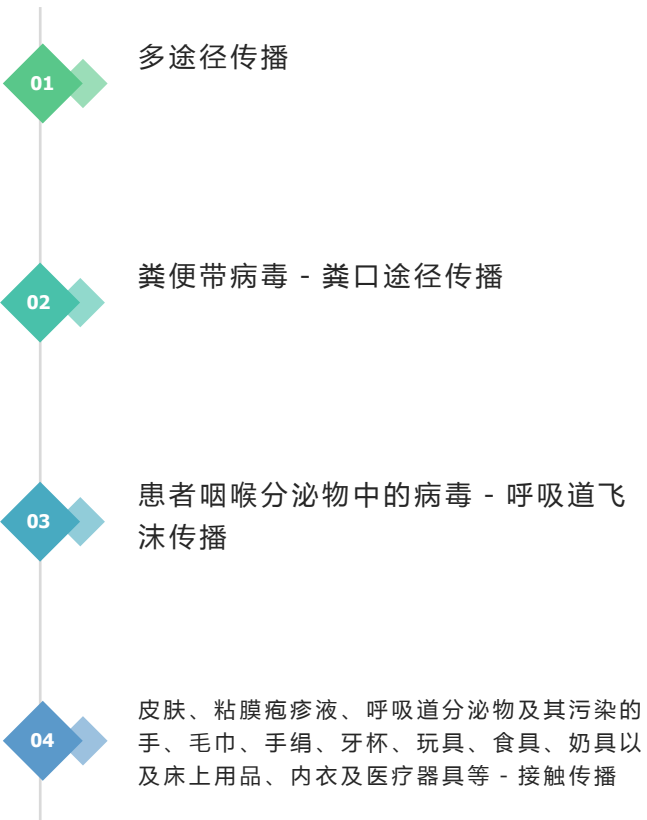 01
多途径传播
02
粪便带病毒 - 粪口途径传播
03
患者咽喉分泌物中的病毒 - 呼吸道飞
沫传播
04
皮肤、粘膜疱疹液、呼吸道分泌物及其污染的
手、毛巾、手绢、牙杯、玩具、食具、奶具以
及床上用品、内衣及医疗器具等 - 接触传播